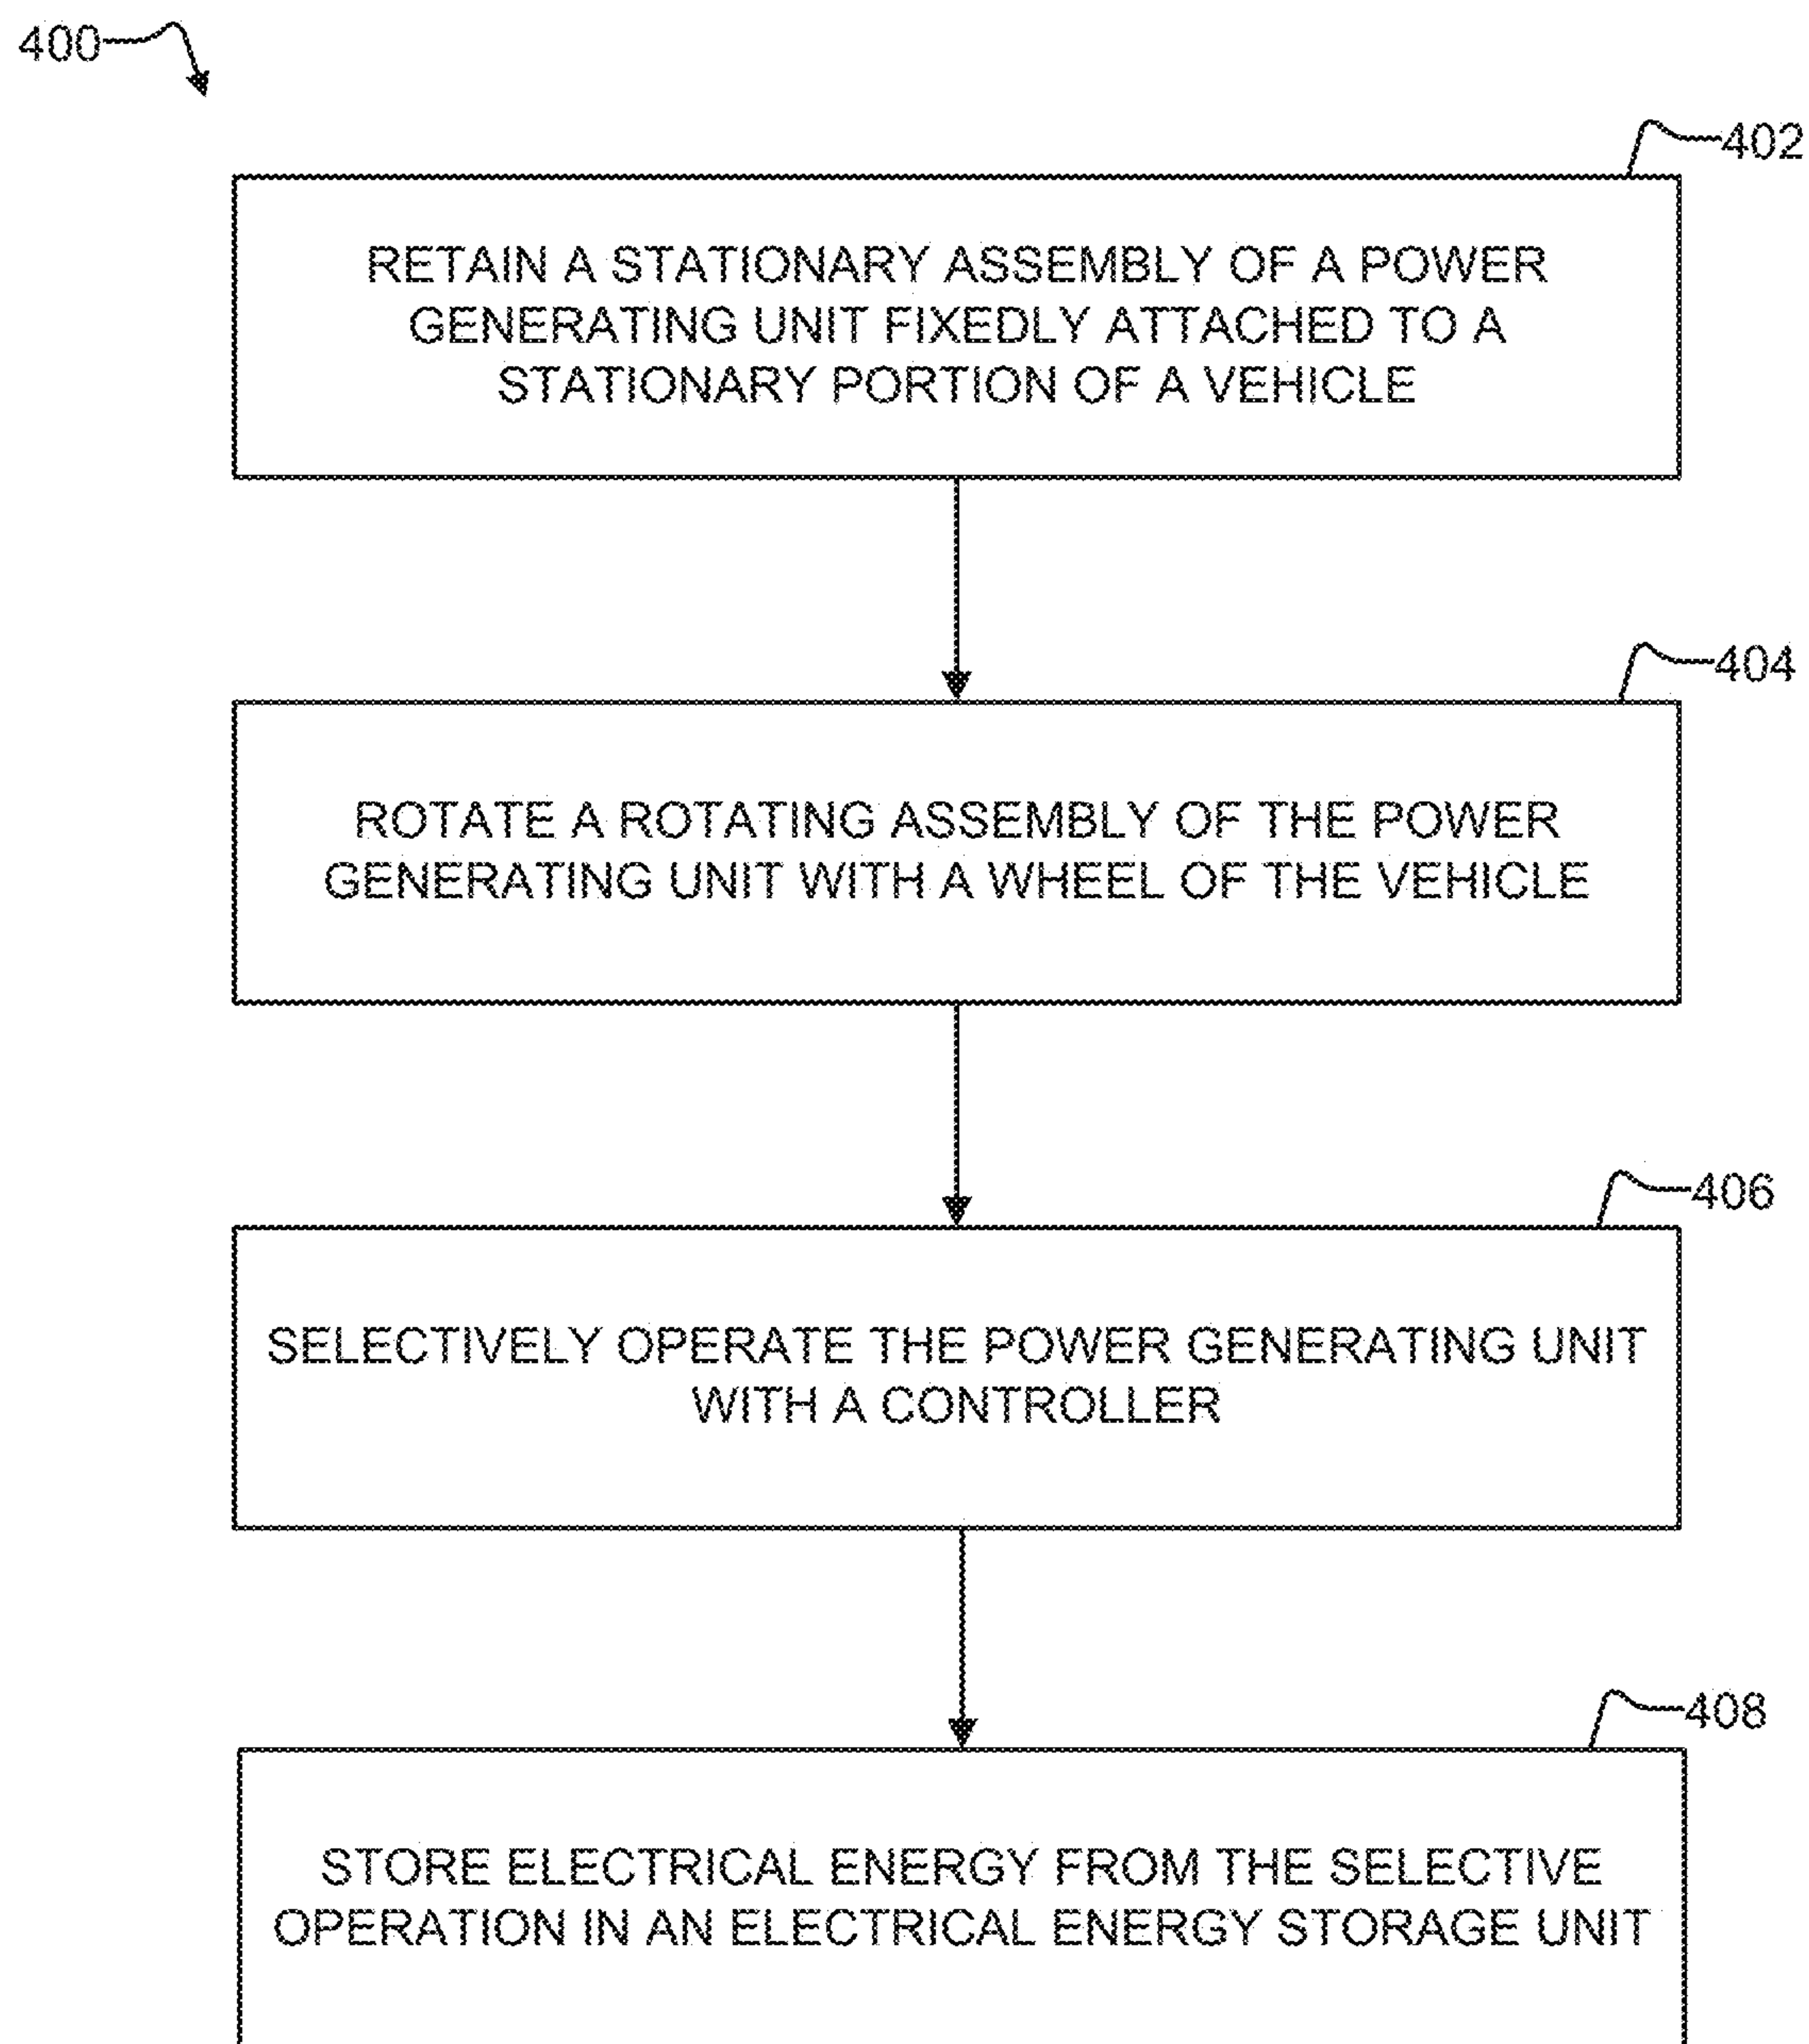 400
402
RETAIN A STATIONARY ASSEMBLY OF A POWER
GENERATING UNIT FIXEDLY ATTACHED TO A
STATIONARY PORTION OF A VEHICLE
404
ROTATE A ROTATING ASSEMBLY OF THE POWER
GENERATING UNIT WITH A WHEEL OF THE VEHICLE
406
SELECTIVELY OPERATE THE POWER GENERATING UNIT
WITH A CONTROLLER
408
STORE ELECTRICAL ENERGY FROM THE SELECTIVE
OPERATION IN AN ELECTRICAL ENERGY STORAGE UNIT